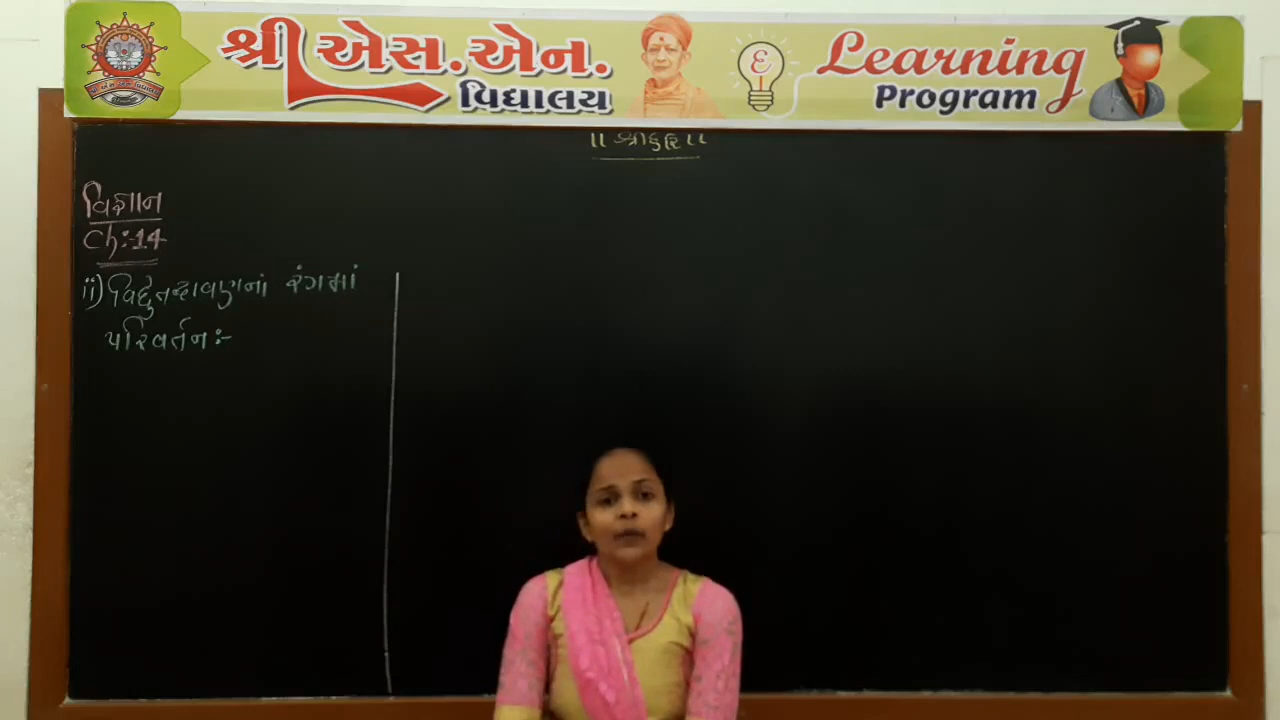 શ્રી એસ.એન.
વિદ્યાલય
Learning
Program
।। શ્રીહરિ ।।
વિજ્ઞાન
Ch:-14
ii) વિદ્યુતદ્રાવણનાં રંગમાં
પરિવર્તન:-